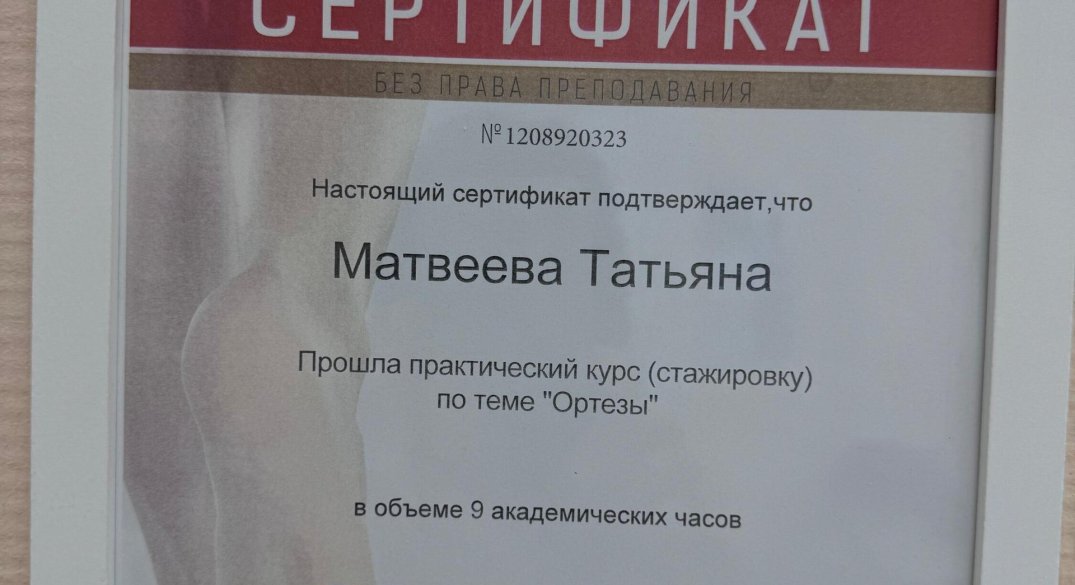 СЕРТИФИКАТ
БЕЗ ПРАВА ПРЕПОДАВАНИЯ
№1208920323
Настоящий сертификат подтверждает,что
Матвеева Татьяна
Прошла практический курс (стажировку)
по теме "Ортезы"
в объеме 9 академических часов